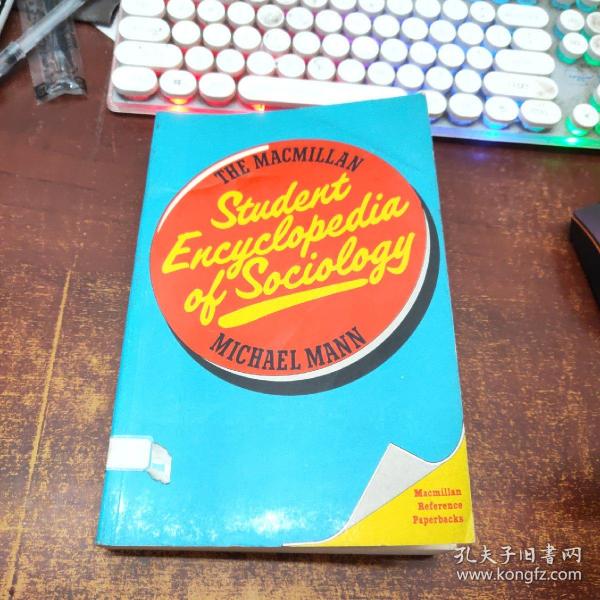 THE MACMILLAN
Student
Encyclopedia
of Sociology
MICHAEL MANN
Macmillan
Reference
Paperbacks
孔夫子旧书网
www.kongfz.com